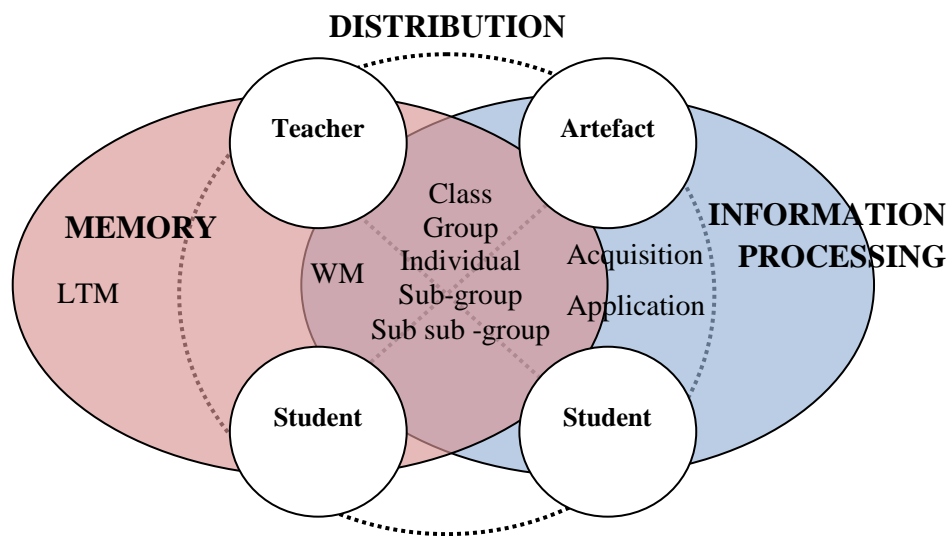 DISTRIBUTION
Teacher
Artefact
Class
Group
Individual
Sub-group
Sub sub -group
MEMORY
LTM
WM
INFORMATION
PROCESSING
Acquisition
Application
Student
Student